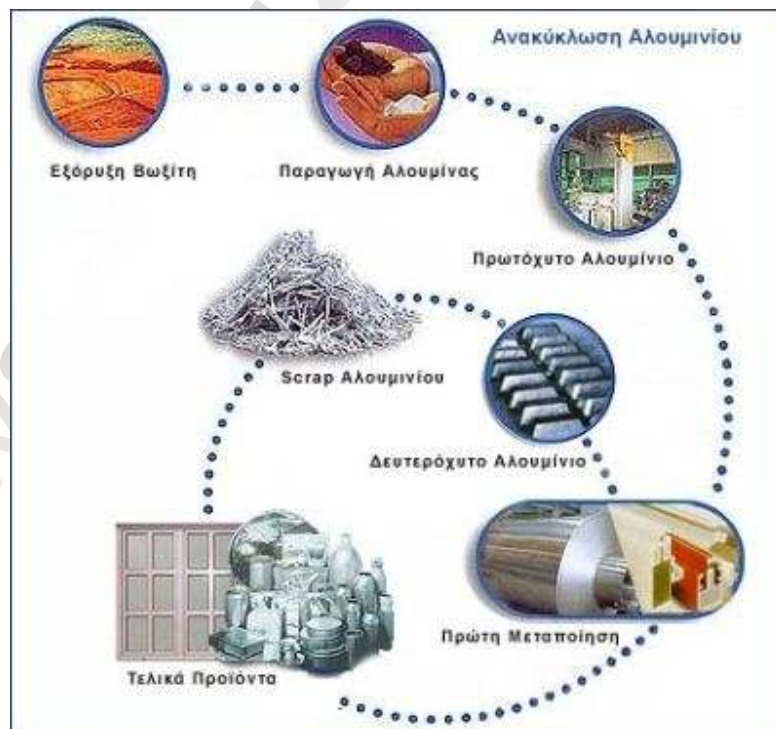 Ανακύκλωση Αλουμινίου
Εξόρυξη Βωξίτη
Παραγωγή Αλουμίνας
Πρωτόχυτο Αλουμίνιο
Scrap Αλουμινίου
Δευτερόχυτο Αλουμίνιο
Πρώτη Μεταποίηση
Τελικά Προϊόντα